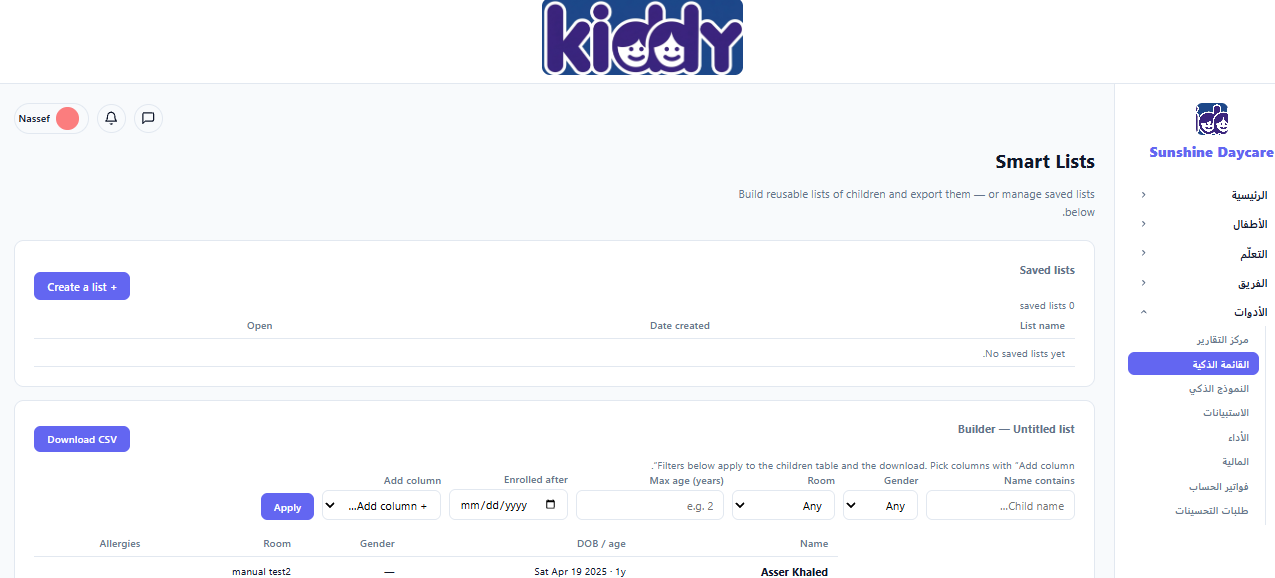 kiddy
Nassef
Sunshine Daycare
الرئيسية
الأطفال
التعلّم
الفريق
الأدوات
مركز التقارير
القائمة الذكية
النموذج الذكي
الاستبيانات
الأداء
المالية
فواتير الحساب
طلبات التحسينات
Smart Lists
Build reusable lists of children and export them — or manage saved lists
.below
Saved lists
Create a list +
saved lists 0
List name Date created Open
.No saved lists yet
Builder — Untitled list
Download CSV
."Filters below apply to the children table and the download. Pick columns with "Add column
Name contains Gender Room Max age (years) Enrolled after Add column
...Child name Any Any e.g. 2 mm/dd/yyyy ...Add column + Apply
Name DOB / age Gender Room Allergies
Asser Khaled Sat Apr 19 2025 · 1y — manual test2